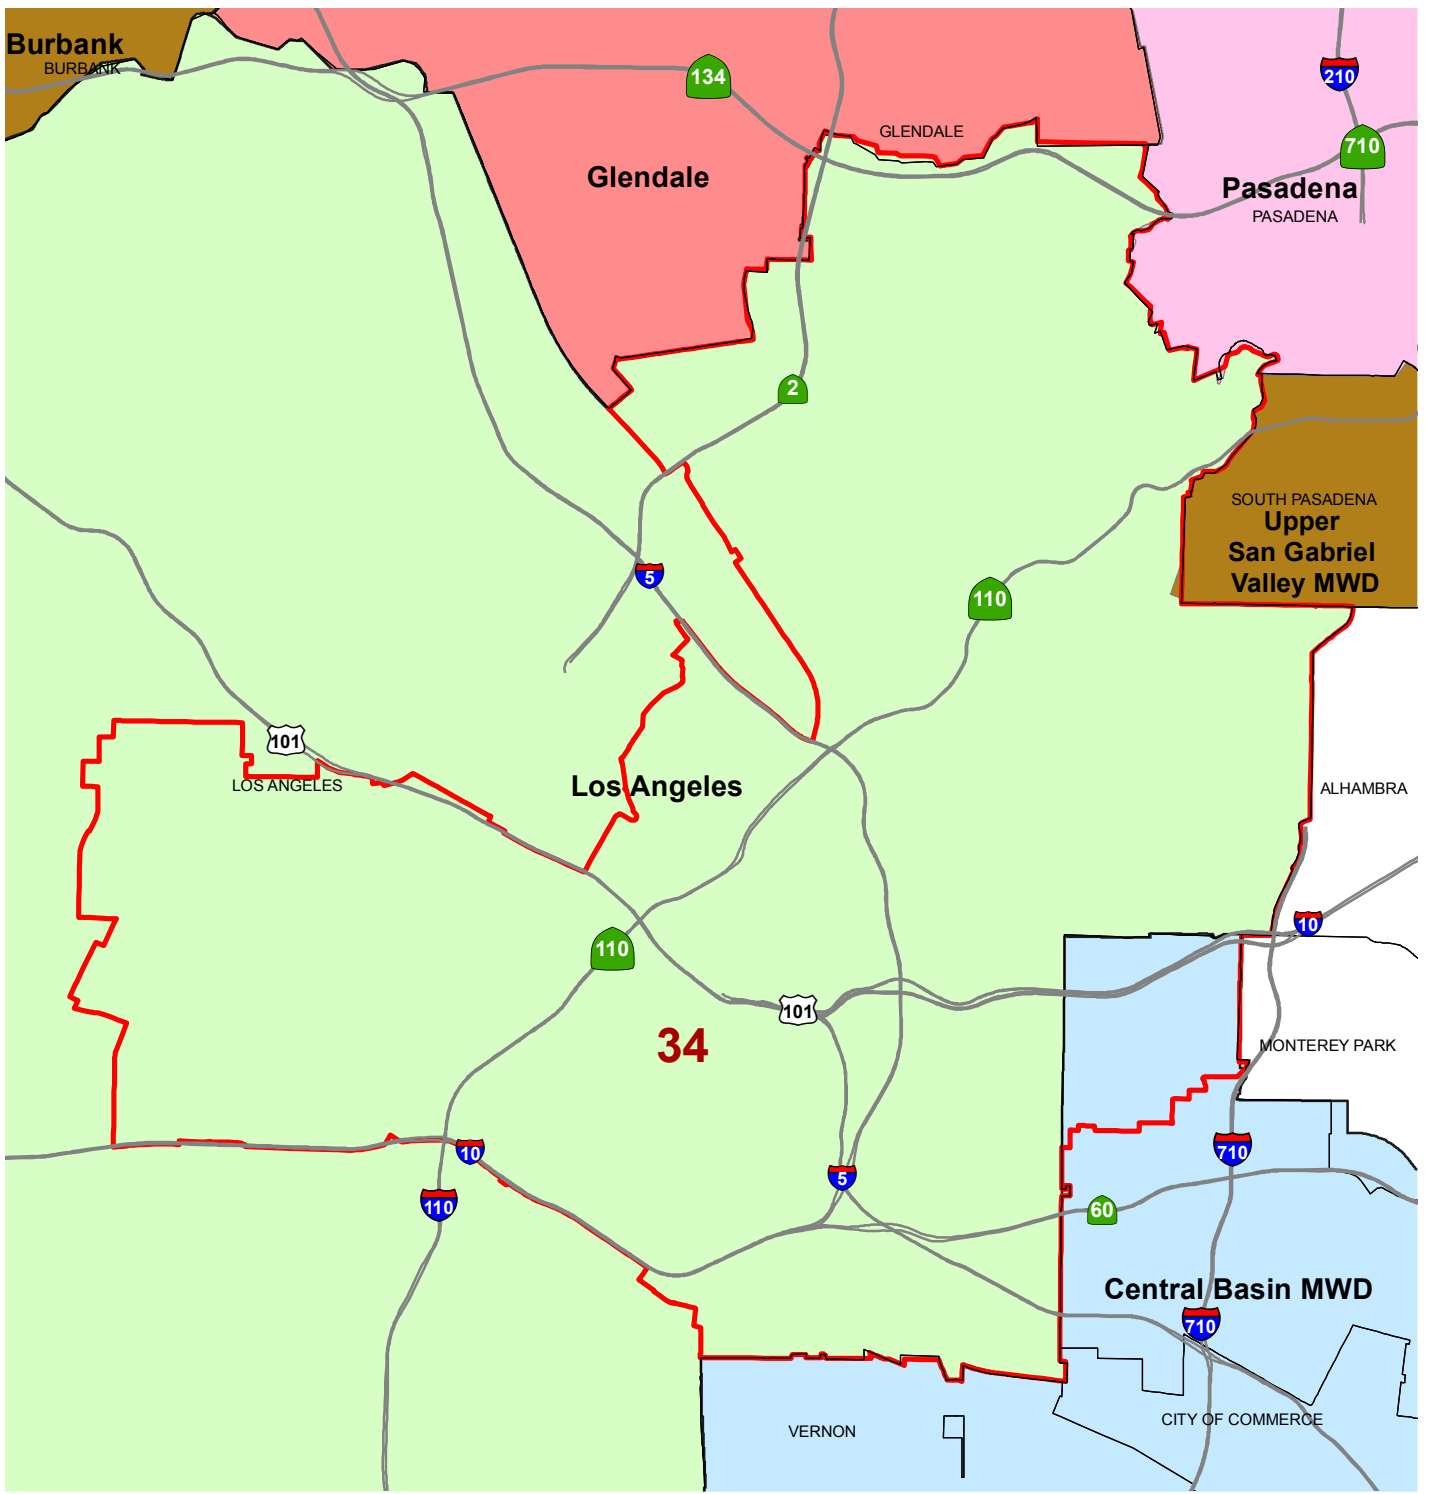 Burbank
BURBANK
134
210
GLENDALE
710
Glendale
Pasadena
PASADENA
2
SOUTH PASADENA
Upper
San Gabriel
Valley MWD
5
110
101
LOS ANGELES
Los Angeles
ALHAMBRA
10
110
101
34
MONTEREY PARK
10
710
5
110
60
Central Basin MWD
710
CITY OF COMMERCE
VERNON